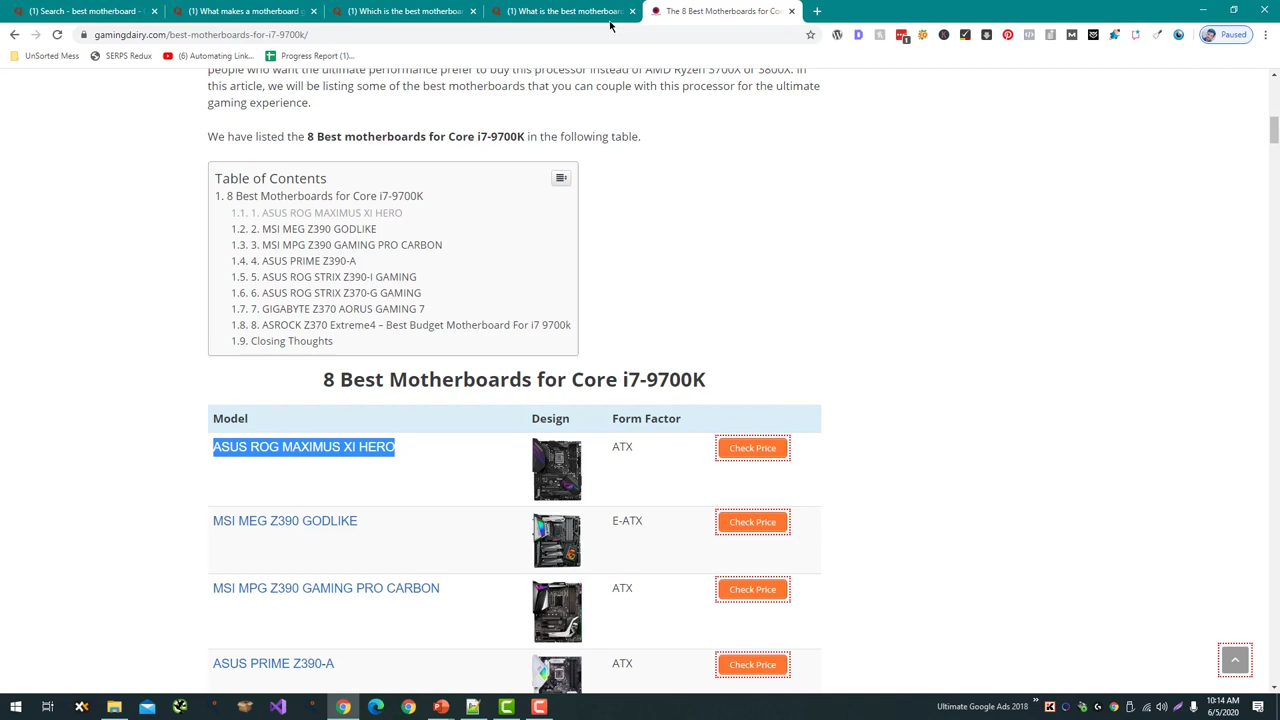 (1) Search - best motherboard -
(1) What makes a motherboard g
(1) Which is the best motherboard
(1) What is the best motherboard
The 8 Best Motherboards for Co
gamingdairy.com/best-motherboards-for-i7-9700k/
Paused
UnSorted Mess
SERPS Redux
(6) Automating Link...
Progress Report (1)...
people who want the ultimate performance prefer to buy this processor instead of AMD Ryzen 3700X or 3800X. In
this article, we will be listing some of the best motherboards that you can couple with this processor for the ultimate
gaming experience.
We have listed the 8 Best motherboards for Core i7-9700K in the following table.
Table of Contents
1. 8 Best Motherboards for Core i7-9700K
1.1. 1. ASUS ROG MAXIMUS XI HERO
1.2. 2. MSI MEG Z390 GODLIKE
1.3. 3. MSI MPG Z390 GAMING PRO CARBON
1.4. 4. ASUS PRIME Z390-A
1.5. 5. ASUS ROG STRIX Z390-I GAMING
1.6. 6. ASUS ROG STRIX Z370-G GAMING
1.7. 7. GIGABYTE Z370 AORUS GAMING 7
1.8. 8. ASROCK Z370 Extreme4 – Best Budget Motherboard For i7 9700k
1.9. Closing Thoughts
8 Best Motherboards for Core i7-9700K
Model Design Form Factor
ASUS ROG MAXIMUS XI HERO ATX Check Price
MSI MEG Z390 GODLIKE E-ATX Check Price
MSI MPG Z390 GAMING PRO CARBON ATX Check Price
ASUS PRIME Z390-A ATX Check Price
Ultimate Google Ads 2018
10:14 AM
6/5/2020